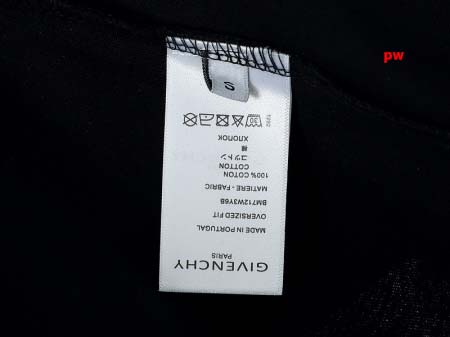 pw
GIVENCHY
PARIS
MADE IN PORTUGAL
OVERSIZED FIT
BM712W3Y6B
MATIERE - FABRIC
100% COTON
COTTON
コットン
棉
ХЛОПОК
S